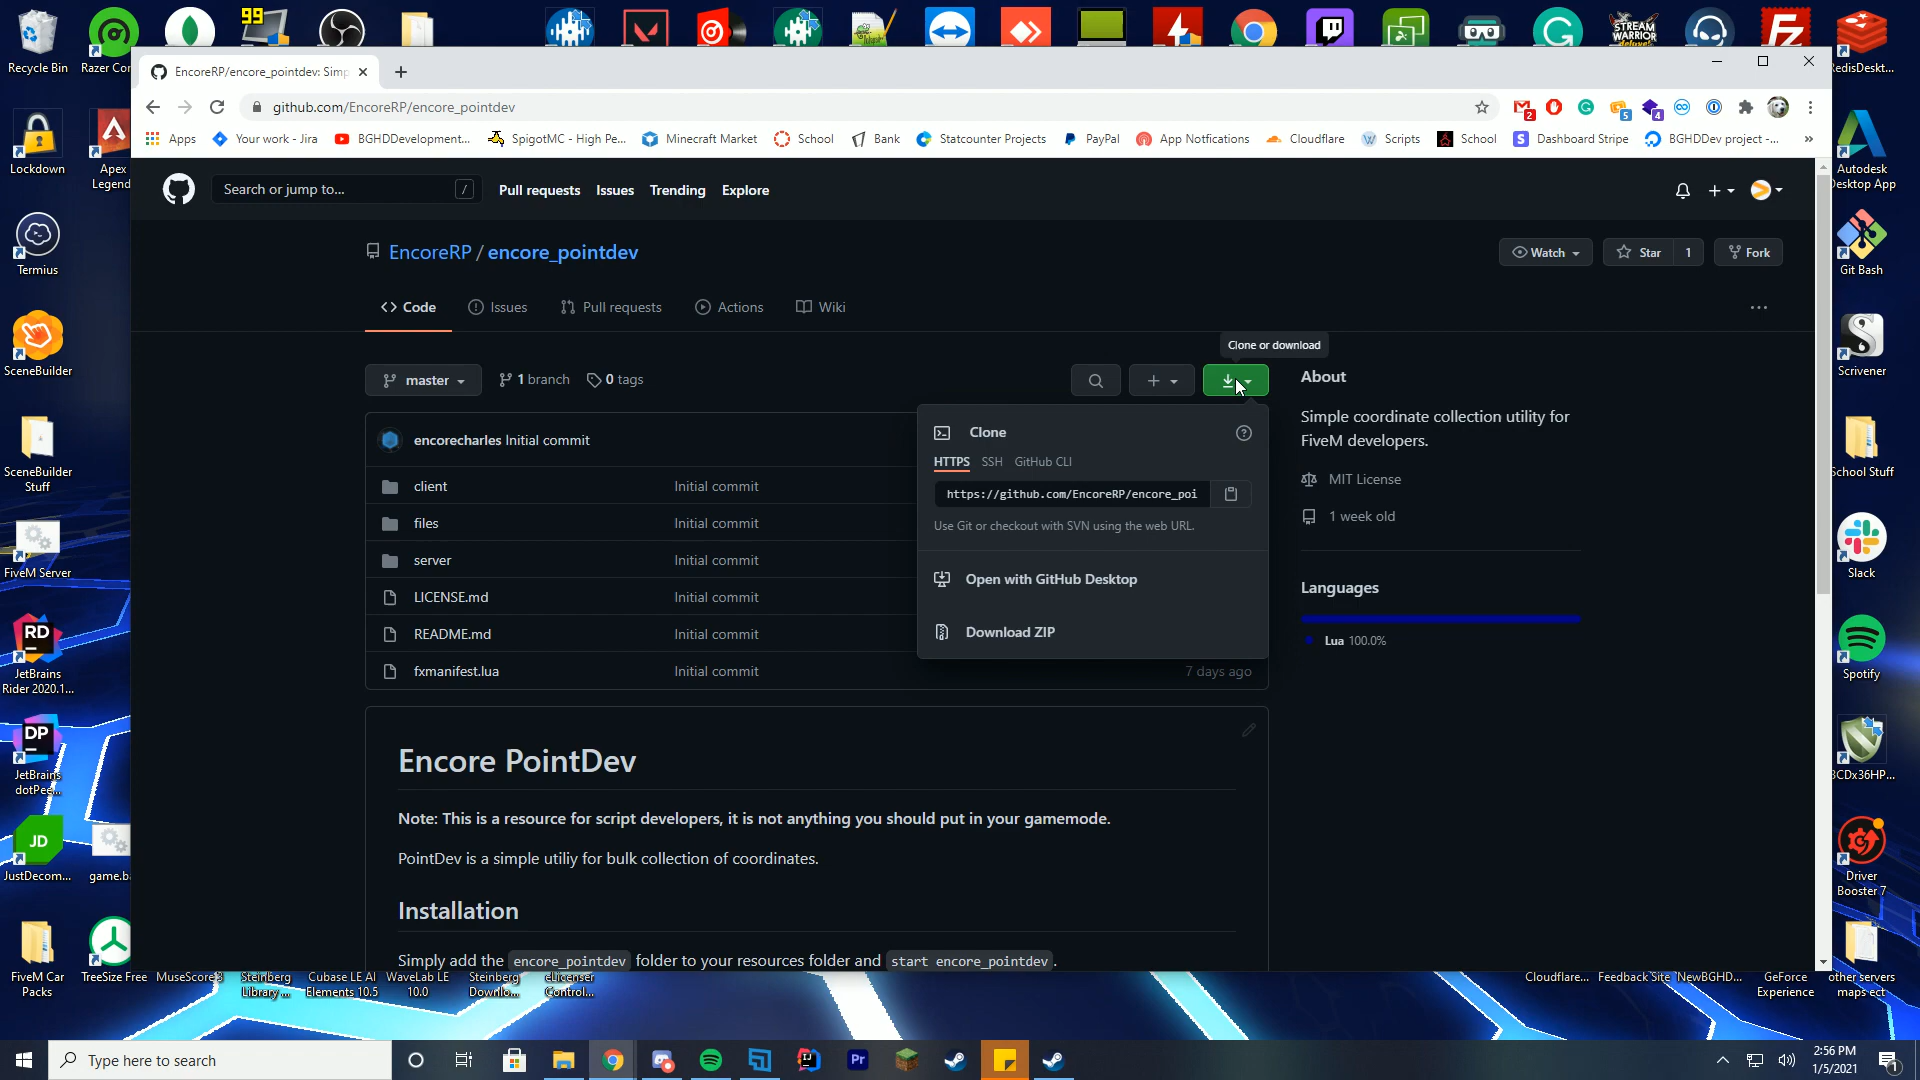 99
Recycle Bin
Razer Cor
RedisDeskt...
EncoreRP/encore_pointdev: Simp
github.com/EncoreRP/encore_pointdev
2
5
4
Apps
Your work - Jira
BGHDDevelopment...
SpigotMC - High Pe...
Minecraft Market
School
Bank
Statcounter Projects
PayPal
App Notfications
Cloudflare
Scripts
School
Dashboard Stripe
BGHDDev project -...
»
Lockdown
Apex Legend
Autodesk Desktop App
Search or jump to...
/
Pull requests
Issues
Trending
Explore
EncoreRP / encore_pointdev
Watch
Star
1
Fork
Termius
Git Bash
Code
Issues
Pull requests
Actions
Wiki
...
SceneBuilder
Scrivener
Clone or download
master
1 branch
0 tags
About
Simple coordinate collection utility for
FiveM developers.
MIT License
1 week old
encorecharles Initial commit
Clone
HTTPS SSH GitHub CLI
https://github.com/EncoreRP/encore_poi
Use Git or checkout with SVN using the web URL.
Open with GitHub Desktop
Download ZIP
client Initial commit
files Initial commit
server Initial commit
LICENSE.md Initial commit
README.md Initial commit
fxmanifest.lua Initial commit 7 days ago
Languages
Lua 100.0%
SceneBuilder
Stuff
School Stuff
FiveM Server
Slack
RD
JetBrains
Rider 2020.1...
Spotify
DP
JetBrains
dotPee...
3CDx36HP...
JD
JustDecom...
game.b
Driver
Booster 7
Encore PointDev
Note: This is a resource for script developers, it is not anything you should put in your gamemode.
PointDev is a simple utiliy for bulk collection of coordinates.
Installation
Simply add the encore_pointdev folder to your resources folder and start encore_pointdev.
FiveM Car
Packs
TreeSize Free
MuseScore3
Steinberg
Library ...
Cubase LE AI
Elements 10.5
WaveLab LE
10.0
Steinberg
Downlo...
eLicenser
Control...
Cloudflare...
Feedback Site
NewBGHD...
GeForce
Experience
other servers
maps ect
Type here to search
Pr
2:56 PM
1/5/2021
1